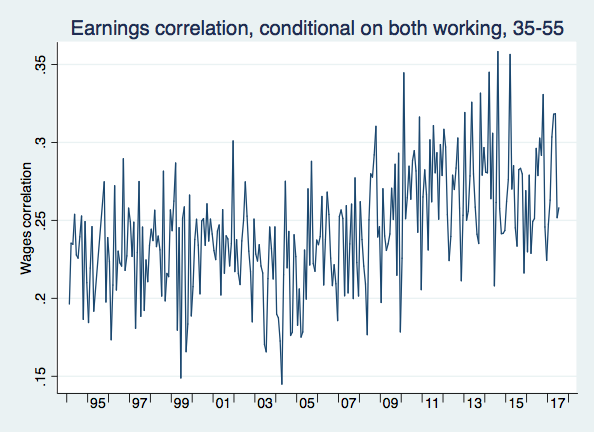 Earnings correlation, conditional on both working, 35-55
Wages correlation
.35
.3
.25
.2
.15
95 97 99 01 03 05 07 09 11 13 15 17